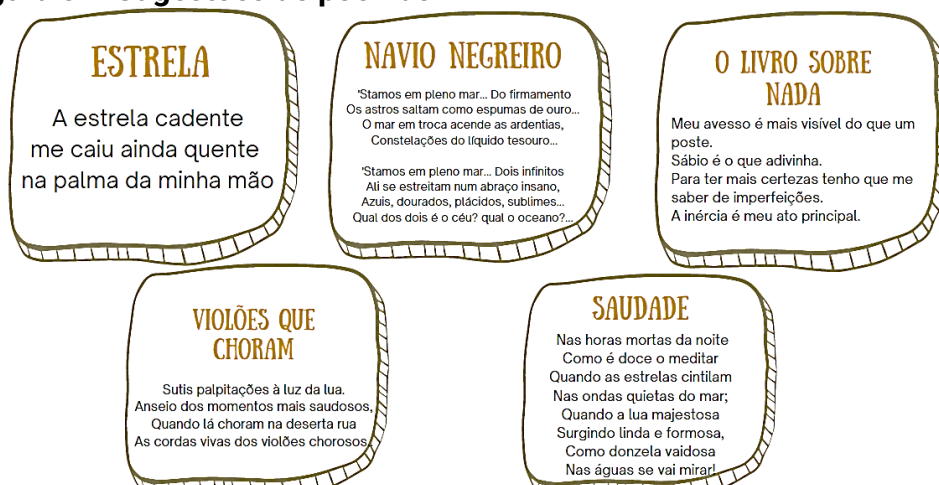 ESTRELA
A estrela cadente
me caiu ainda quente
na palma da minha mão
NAVIO NEGREIRO
'Stamos em pleno mar... Do firmamento
Os astros saltam como espumas de ouro...
O mar em troca acende as ardentias,
Constelações do líquido tesouro...
'Stamos em pleno mar... Dois infinitos
Ali se estreitam num abraço insano,
Azuis, dourados, plácidos, sublimes...
Qual dos dois é o céu? qual o oceano?...
O LIVRO SOBRE
NADA
Meu avesso é mais visível do que um
poste.
Sábio é o que adivinha.
Para ter mais certezas tenho que me
saber de imperfeições.
A inércia é meu ato principal.
VIOLÕES QUE
CHORAM
Sutis palpitações à luz da lua.
Anseio dos momentos mais saudosos,
Quando lá choram na deserta rua
As cordas vivas dos violões chorosos.
SAUDADE
Nas horas mortas da noite
Como é doce o meditar
Quando as estrelas cintilam
Nas ondas quietas do mar;
Quando a lua majestosa
Surgindo linda e formosa,
Como donzela vaidosa
Nas águas se vai mirar!